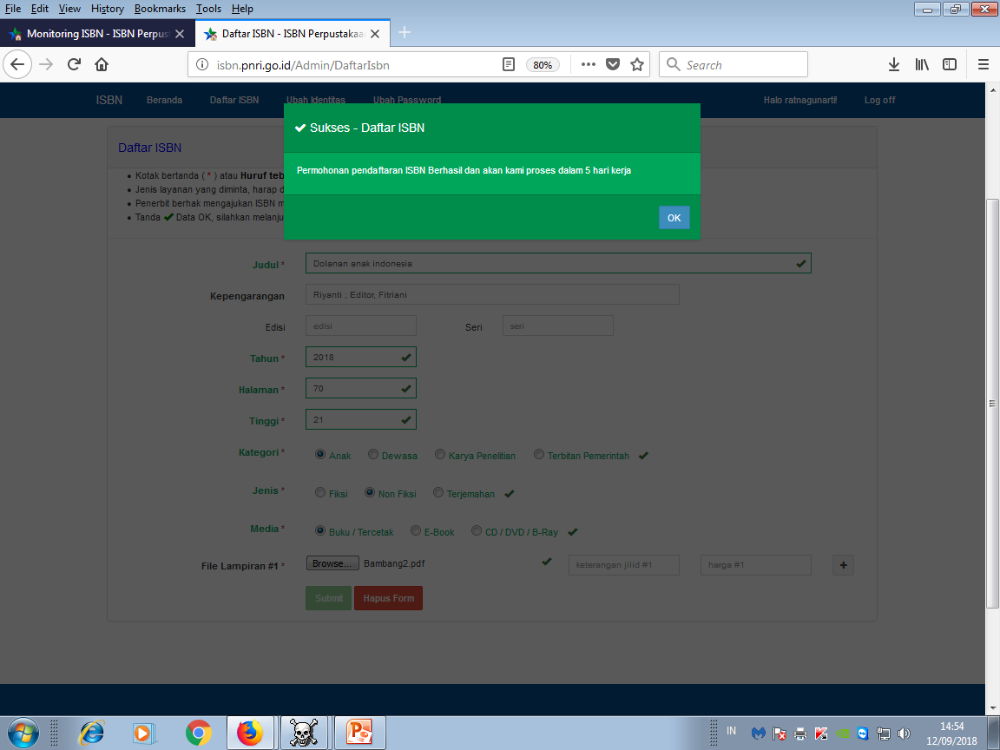 File Edit View History Bookmarks Tools Help
Monitoring ISBN - ISBN Perpus
Daftar ISBN - ISBN Perpustakaa
isbn.pnri.go.id/Admin/DaftarIsbn
80%
Search
ISBN Beranda Daftar ISBN Ubah Identitas Ubah Password Halo ratnagunarti! Log off
Sukses - Daftar ISBN
Permohonan pendaftaran ISBN Berhasil dan akan kami proses dalam 5 hari kerja
OK
Daftar ISBN
Kotak bertanda ( * ) atau Huruf teb
Jenis layanan yang diminta, harap d
Penerbit berhak mengajukan ISBN m
Tanda ✔ Data OK, silahkan melanju
Judul * Dolanan anak indonesia
Kepengarangan Riyanti ; Editor, Fitriani
Edisi edisi Seri seri
Tahun * 2018
Halaman * 70
Tinggi * 21
Kategori * Anak Dewasa Karya Penelitian Terbitan Pemerintah
Jenis * Fiksi Non Fiksi Terjemahan
Media * Buku / Tercetak E-Book CD / DVD / B-Ray
File Lampiran #1 * Browse... Bambang2.pdf keterangan jilid #1 harga #1 +
Submit Hapus Form
IN
14:54
12/09/2018